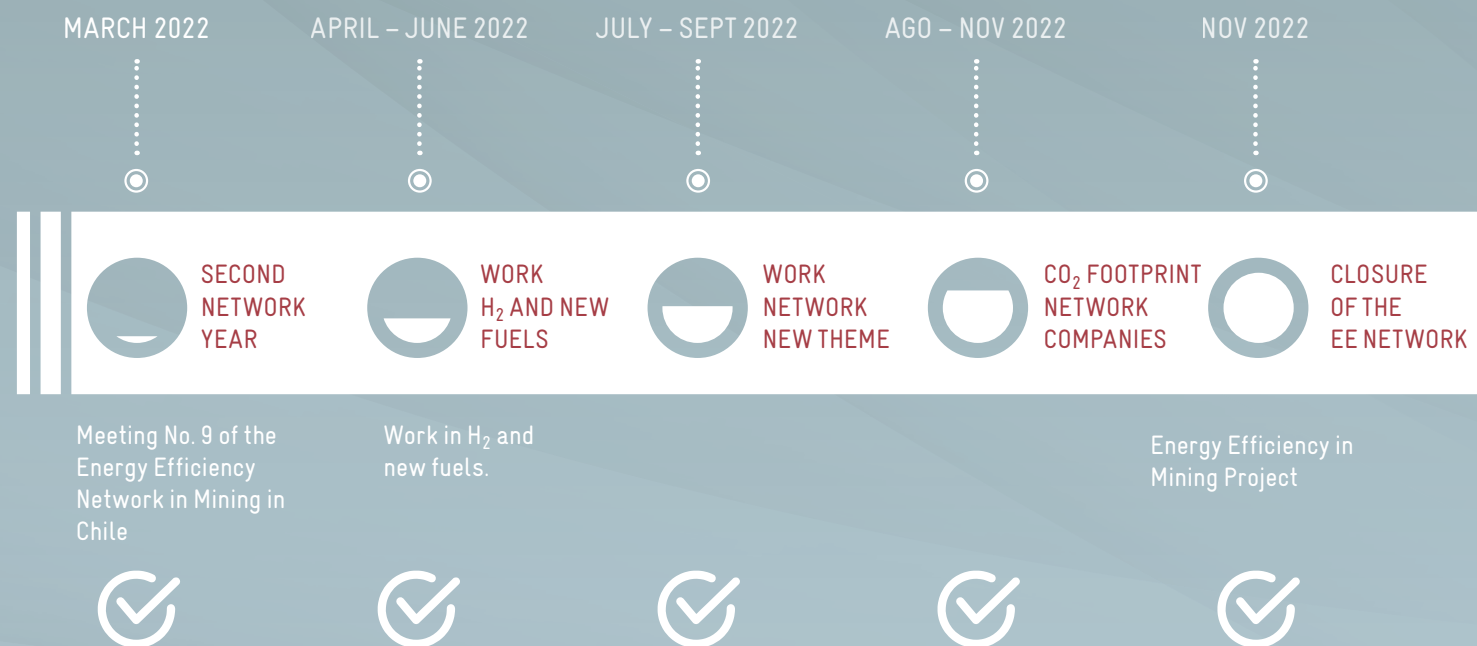 MARCH 2022
APRIL – JUNE 2022
JULY – SEPT 2022
AGO – NOV 2022
NOV 2022
SECOND
NETWORK
YEAR
WORK
H₂ AND NEW
FUELS
WORK
NETWORK
NEW THEME
CO₂ FOOTPRINT
NETWORK
COMPANIES
CLOSURE
OF THE
EE NETWORK
Meeting No. 9 of the
Energy Efficiency
Network in Mining in
Chile
Work in H₂ and
new fuels.
Energy Efficiency in
Mining Project